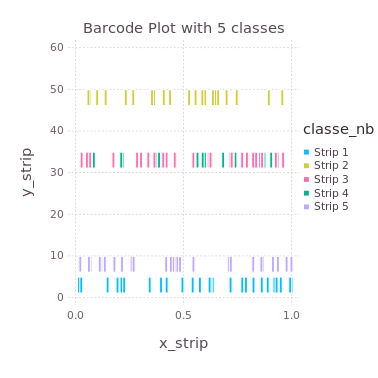 Barcode Plot with 5 classes
60
50
40
30
20
10
0
y_strip
0.0
0.5
1.0
x_strip
classe_nb
Strip 1
Strip 2
Strip 3
Strip 4
Strip 5